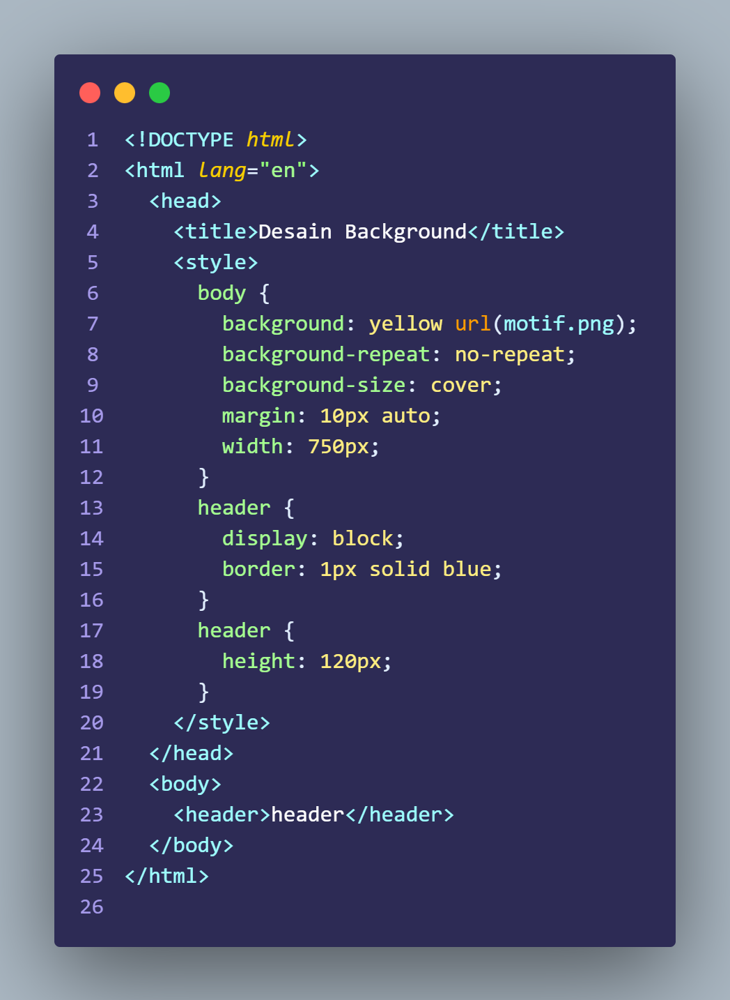 1 <!DOCTYPE html>
2 <html lang="en">
3   <head>
4     <title>Desain Background</title>
5     <style>
6       body {
7         background: yellow url(motif.png);
8         background-repeat: no-repeat;
9         background-size: cover;
10         margin: 10px auto;
11         width: 750px;
12       }
13       header {
14         display: block;
15         border: 1px solid blue;
16       }
17       header {
18         height: 120px;
19       }
20     </style>
21   </head>
22   <body>
23     <header>header</header>
24   </body>
25 </html>
26